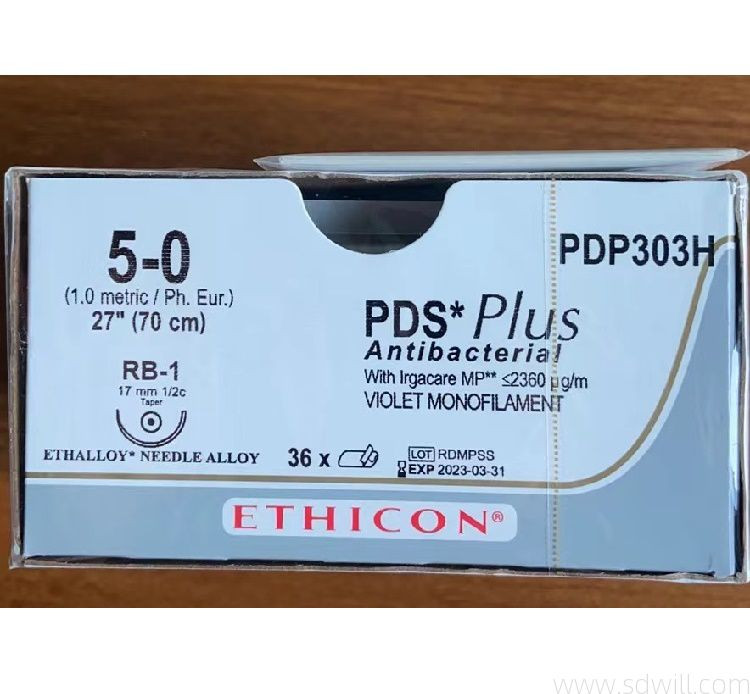 5-0
(1.0 metric / Ph. Eur.)
27" (70 cm)
RB-1
17 mm 1/2c
Taper
ETHALLOY* NEEDLE ALLOY
36 x
PDP303H
PDS* Plus
Antibacterial
With Irgacare MP** ≤2360 µg/m
VIOLET MONOFILAMENT
LOT RDMPSS
EXP 2023-03-31
ETHICON®
www.sdwill.com